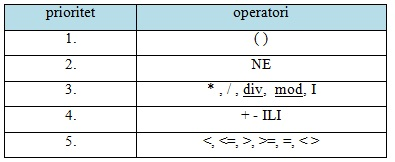 prioritet operatori
1. ( )
2. NE
3. * , / , div, mod, I
4. + - ILI
5. <, <=, >, >=, =, < >